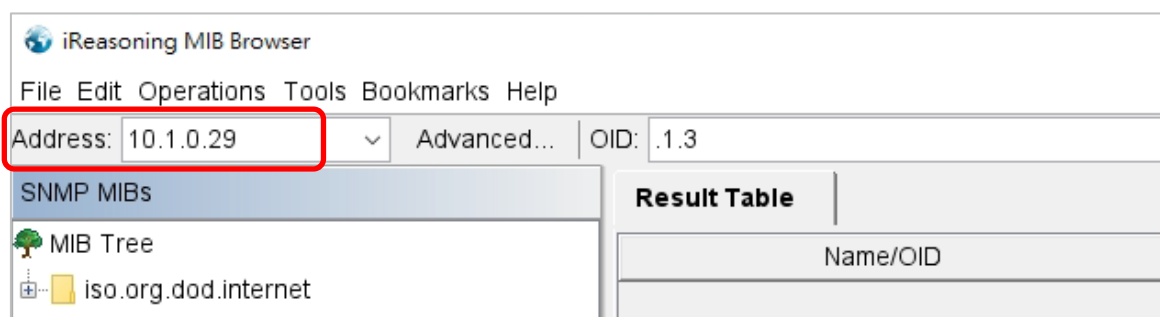 iReasoning MIB Browser
File Edit Operations Tools Bookmarks Help
Address: 10.1.0.29 Advanced... OID: .1.3
SNMP MIBs
Result Table
MIB Tree
Name/OID
iso.org.dod.internet